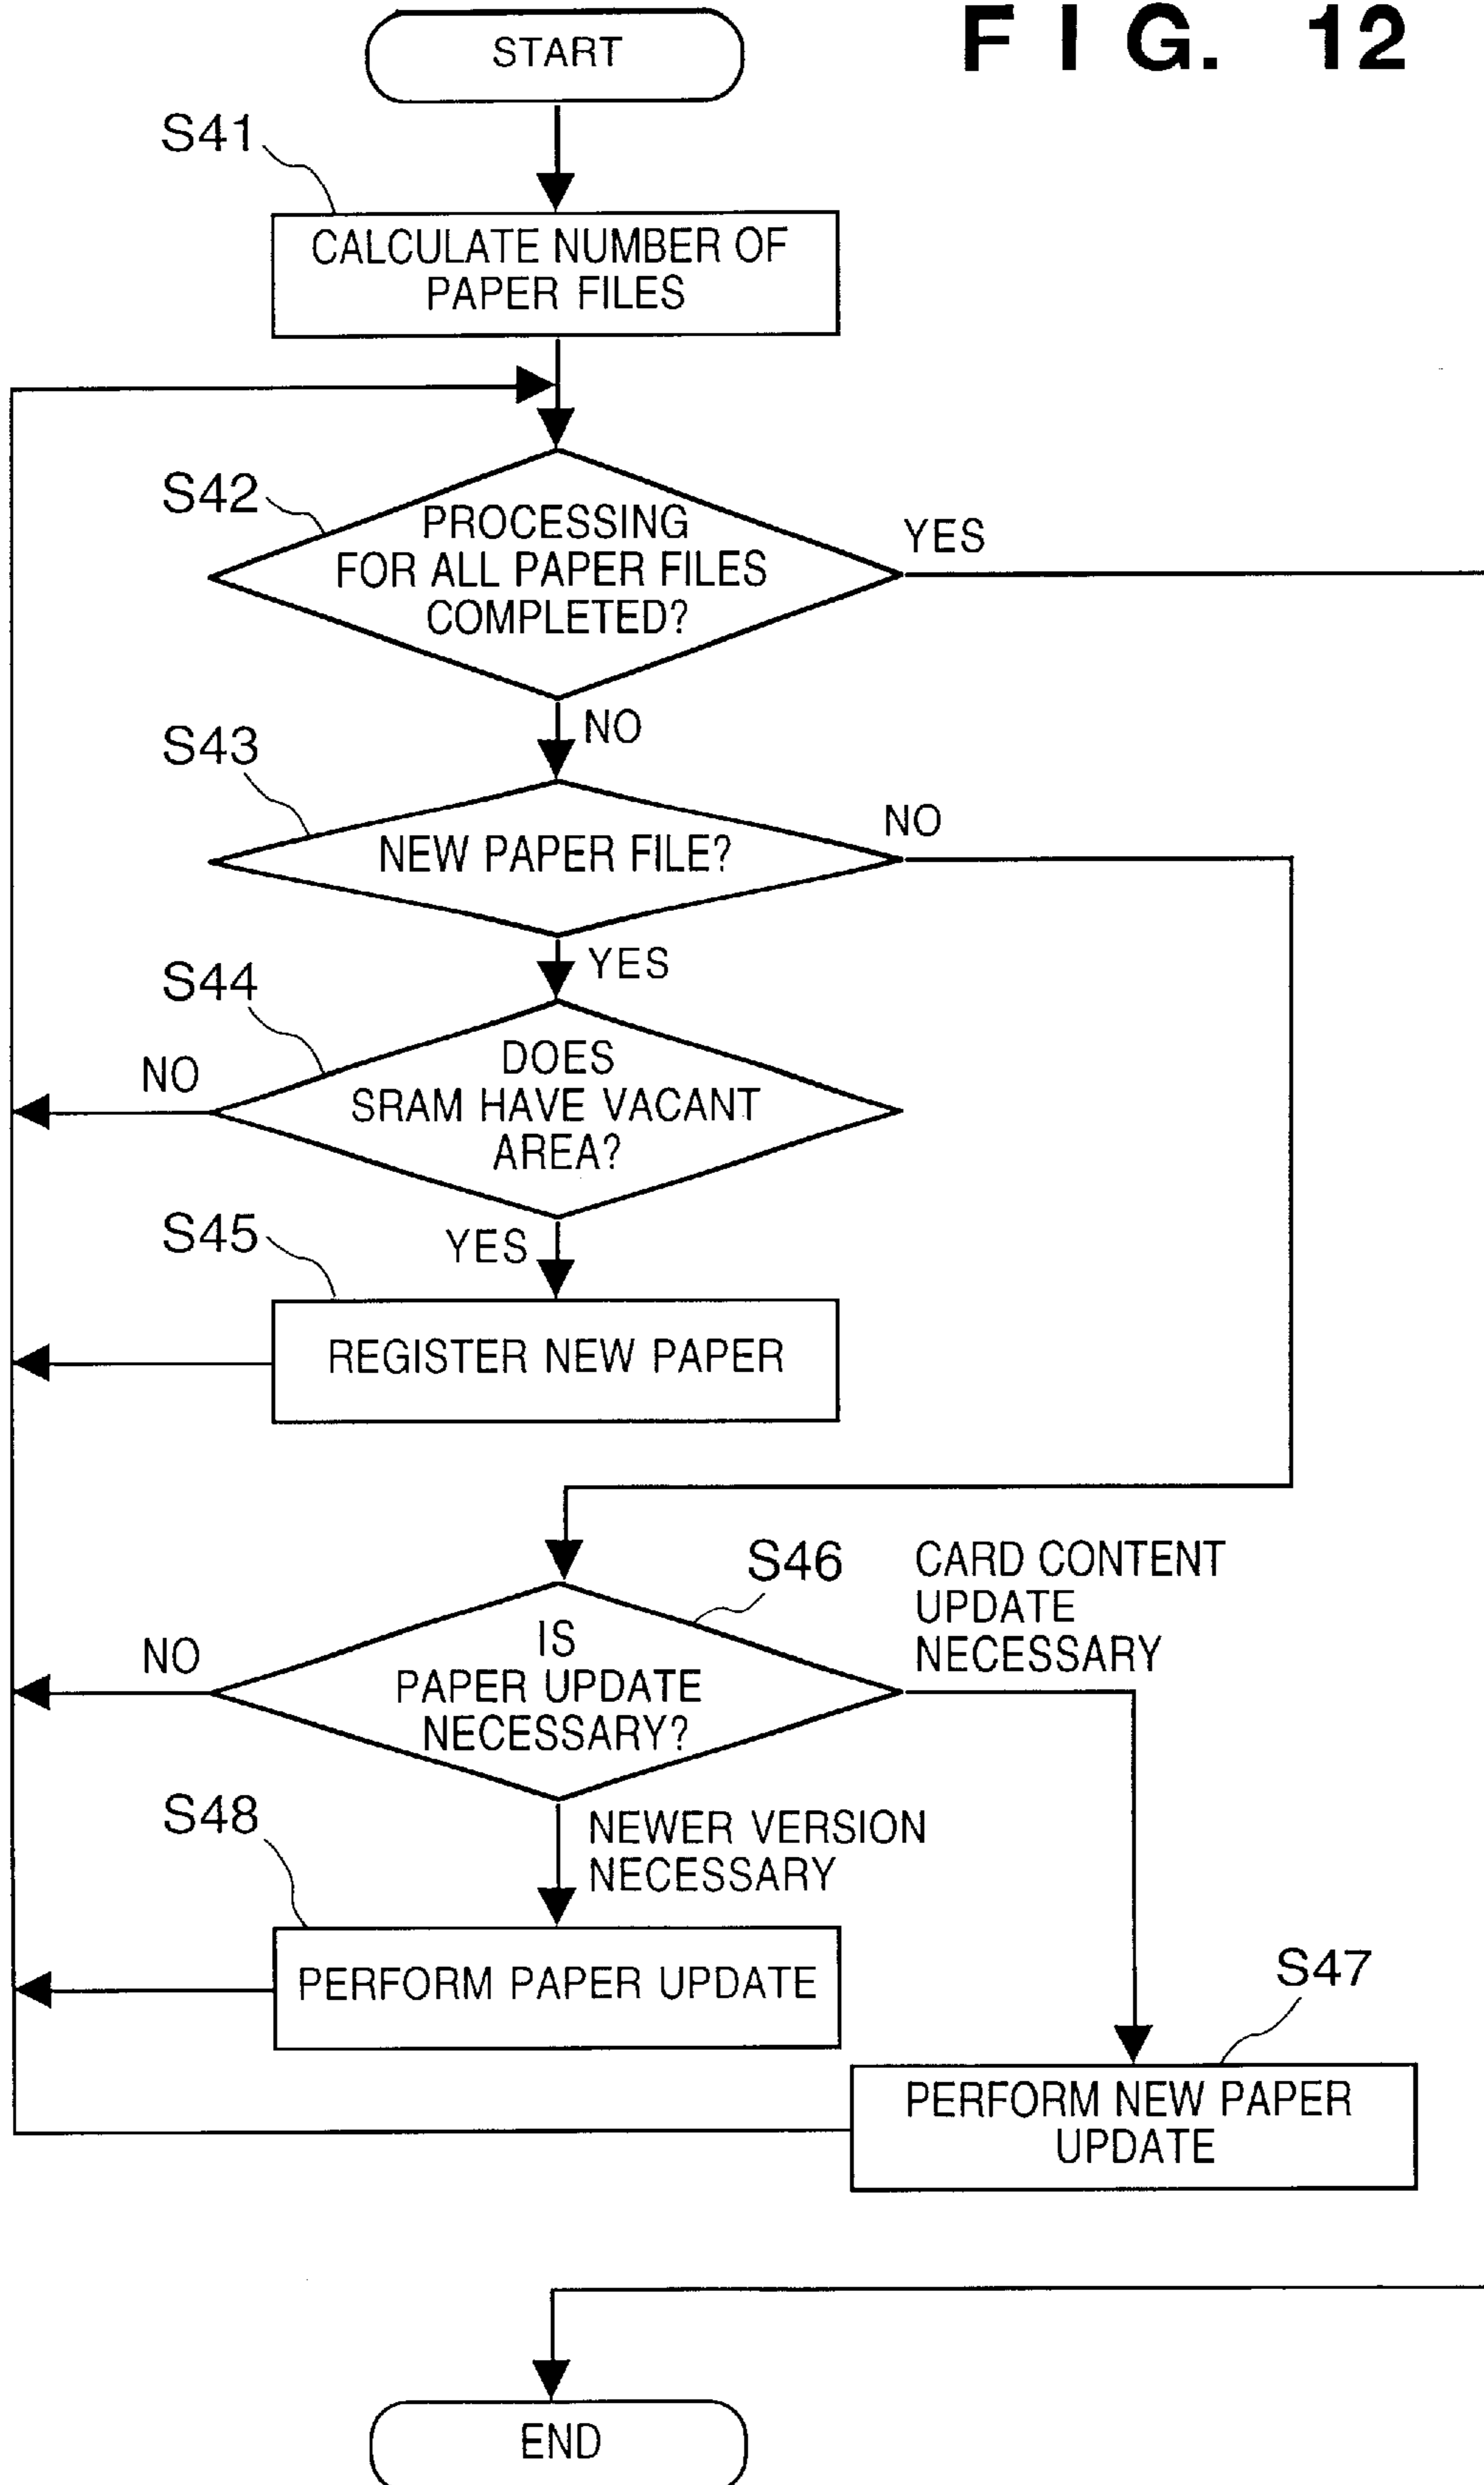 FIG. 12
START
S41
CALCULATE NUMBER OF
PAPER FILES
S42
PROCESSING
FOR ALL PAPER FILES
COMPLETED?
YES
NO
S43
NEW PAPER FILE?
NO
YES
S44
DOES
SRAM HAVE VACANT
AREA?
NO
YES
S45
REGISTER NEW PAPER
S46
IS
PAPER UPDATE
NECESSARY?
NO
CARD CONTENT
UPDATE
NECESSARY
NEWER VERSION
NECESSARY
S48
PERFORM PAPER UPDATE
S47
PERFORM NEW PAPER
UPDATE
END